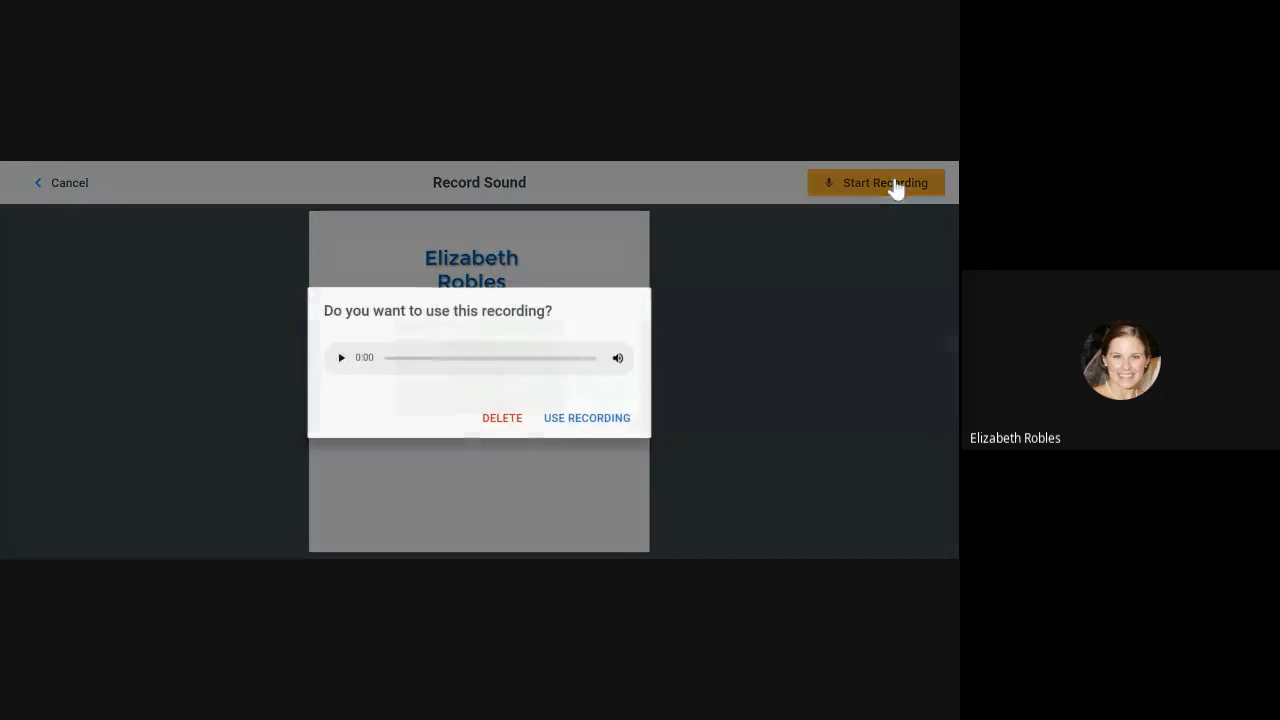 Cancel
Record Sound
Start Recording
Elizabeth
Robles
Do you want to use this recording?
0:00
DELETE
USE RECORDING
Elizabeth Robles